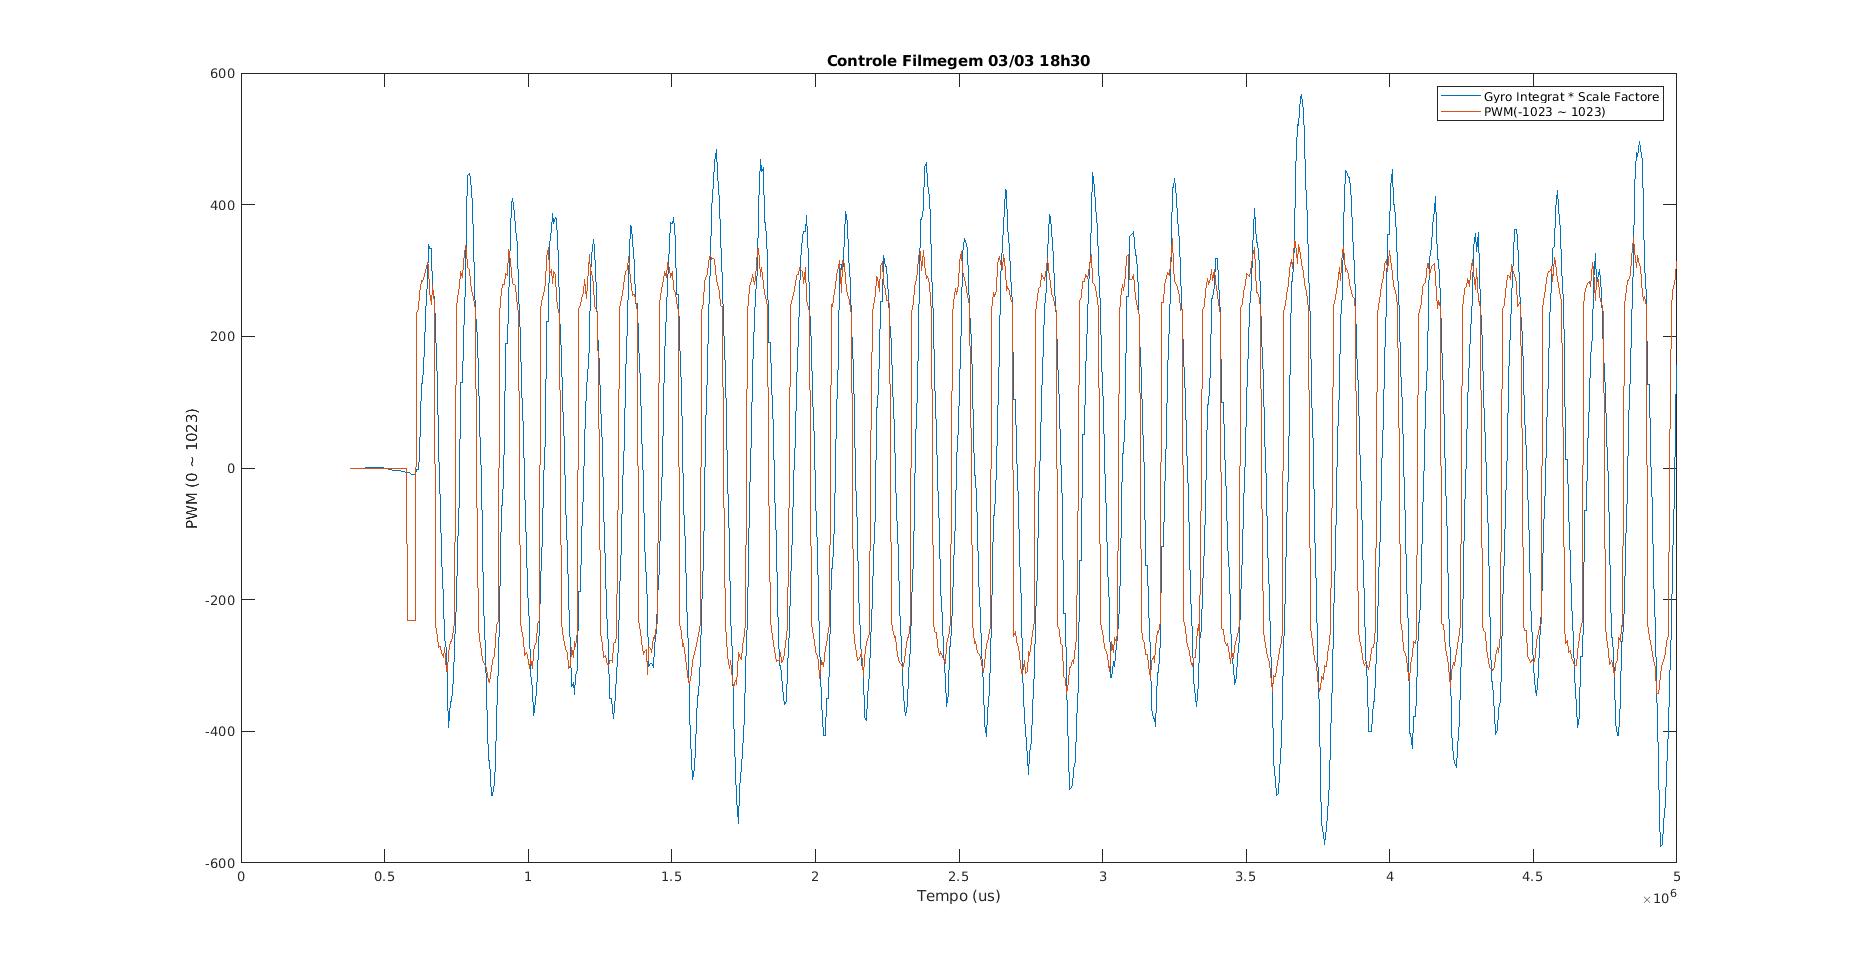 Controle Filmegem 03/03 18h30
Gyro Integrat * Scale Factore
PWM(-1023 ~ 1023)
600
400
200
0
-200
-400
-600
PWM (0 ~ 1023)
0 0.5 1 1.5 2 2.5 3 3.5 4 4.5 5
Tempo (us)
×10^6